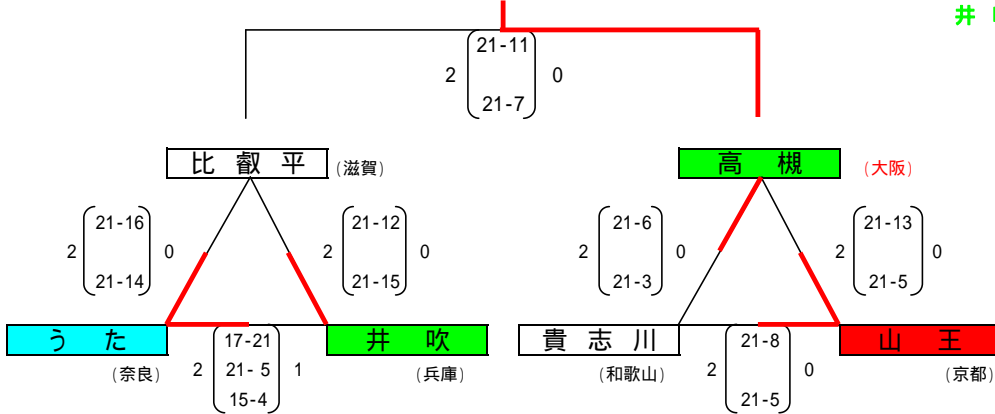 井
21-11
2 0
21-7
比叡平 (滋賀)
高槻 (大阪)
21-16
2 0
21-14
21-12
2 0
21-15
21-6
2 0
21-3
21-13
2 0
21-5
うた
(奈良)
17-21
2 21-5 1
15-4
井吹
(兵庫)
貴志川
(和歌山)
21-8
2 0
21-5
山王
(京都)